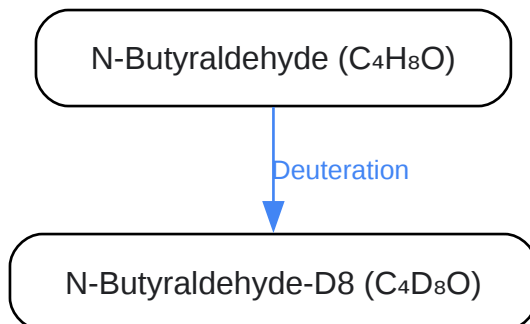 N-Butyraldehyde (C₄H₈O)
Deuteration
N-Butyraldehyde-D8 (C₄D₈O)